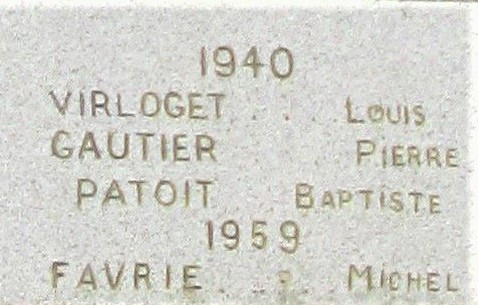 1940
VIRLOGET . . LOUIS
GAUTIER PIERRE
PATOIT BAPTISTE
1959
FAVRIE . . . MICHEL